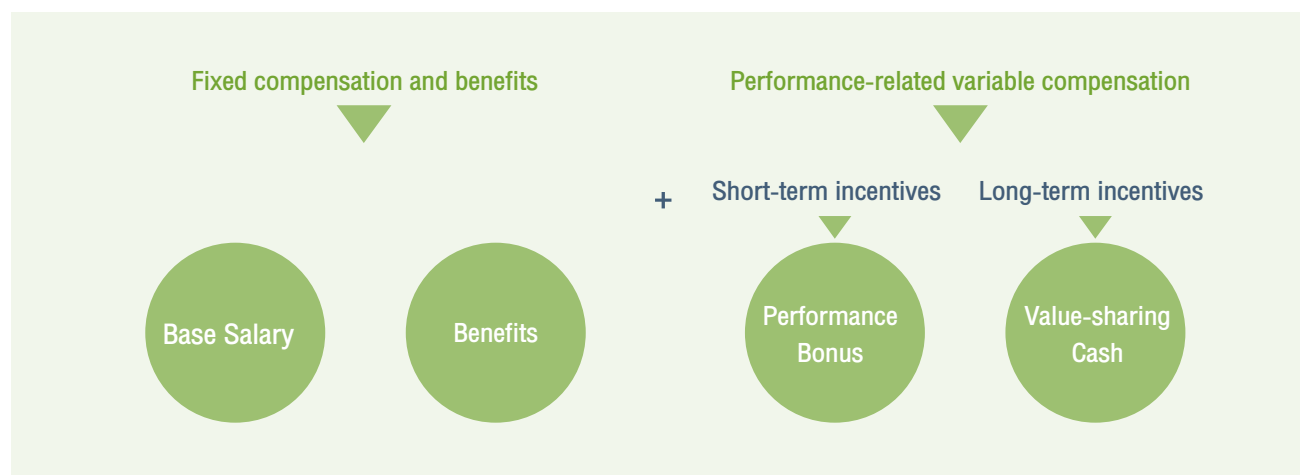 Fixed compensation and benefits
Performance-related variable compensation
+
Short-term incentives
Long-term incentives
Base Salary
Benefits
Performance
Bonus
Value-sharing
Cash